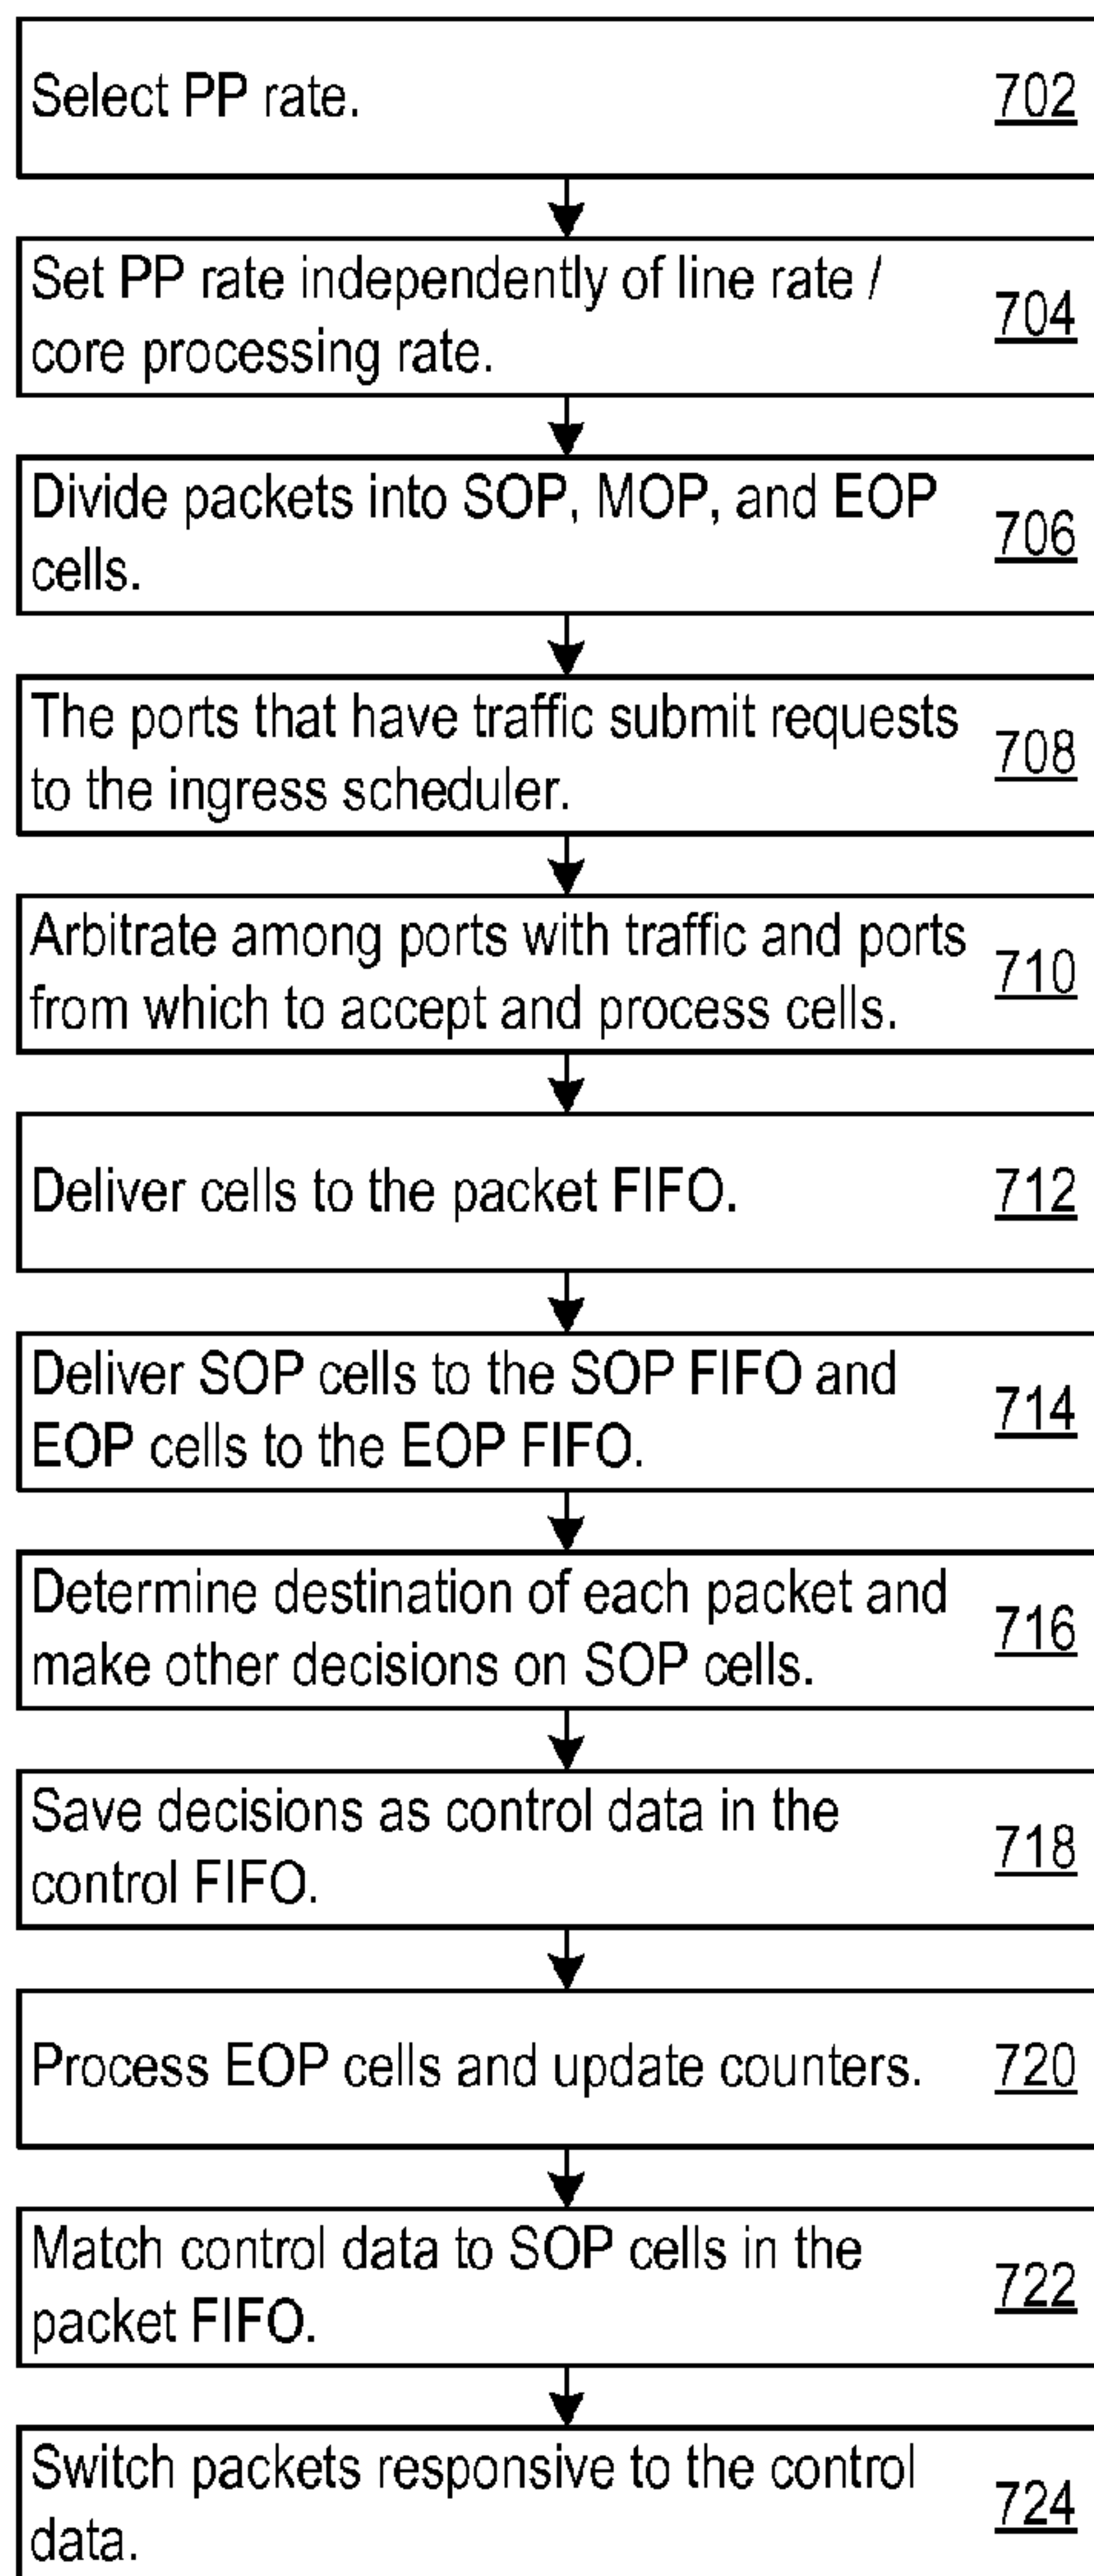 Select PP rate. 702
Set PP rate independently of line rate /
core processing rate. 704
Divide packets into SOP, MOP, and EOP
cells. 706
The ports that have traffic submit requests
to the ingress scheduler. 708
Arbitrate among ports with traffic and ports
from which to accept and process cells. 710
Deliver cells to the packet FIFO. 712
Deliver SOP cells to the SOP FIFO and
EOP cells to the EOP FIFO. 714
Determine destination of each packet and
make other decisions on SOP cells. 716
Save decisions as control data in the
control FIFO. 718
Process EOP cells and update counters. 720
Match control data to SOP cells in the
packet FIFO. 722
Switch packets responsive to the control
data. 724